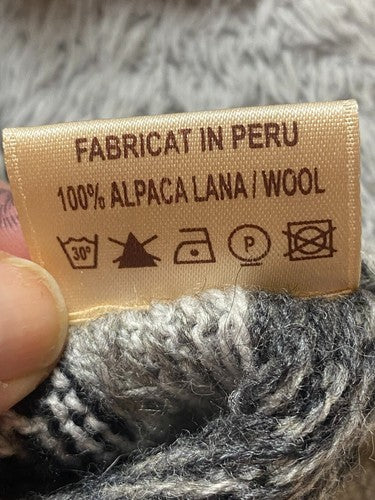 FABRICAT IN PERU
100% ALPACA LANA / WOOL
30° P